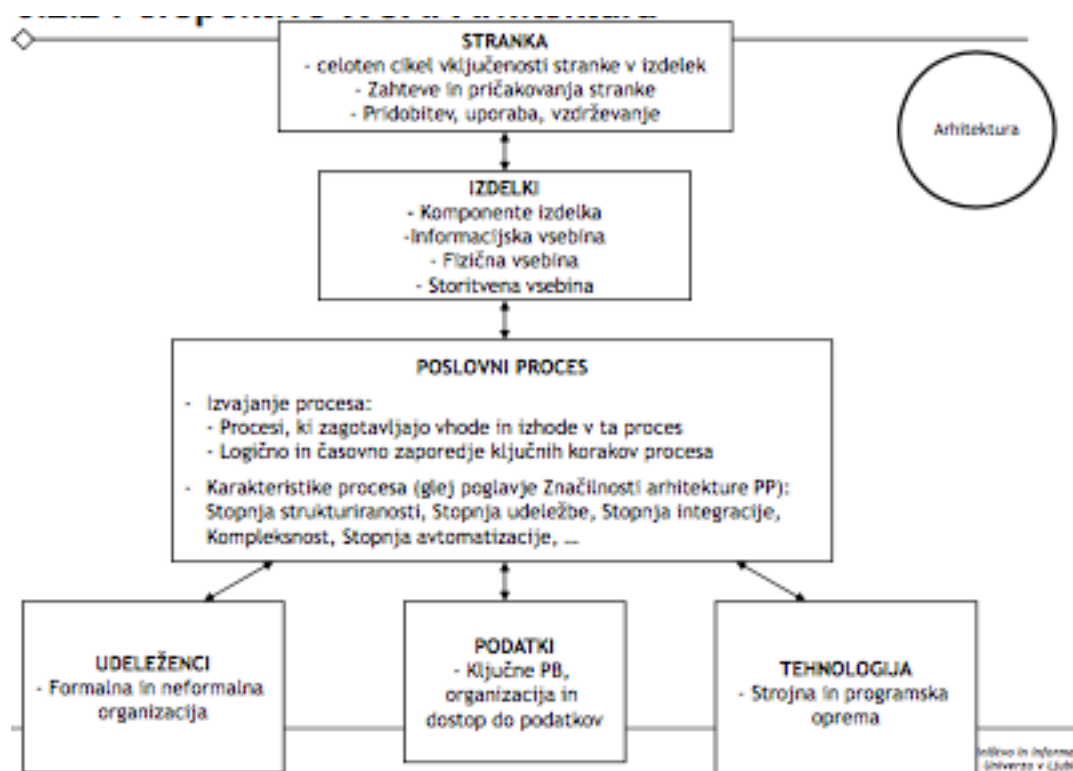 STRANKA
- celoten cikel vključenosti stranke v izdelek
- Zahteve in pričakovanja stranke
- Pridobitev, uporaba, vzdrževanje
Arhitektura
IZDELKI
- Komponente izdelka
-Informacijska vsebina
- Fizična vsebina
- Storitvena vsebina
POSLOVNI PROCES
- Izvajanje procesa:
- Procesi, ki zagotavljajo vhode in izhode v ta proces
- Logično in časovno zaporedje ključnih korakov procesa
- Karakteristike procesa (glej poglavje Značilnosti arhitekture PP):
Stopnja strukturiranosti, Stopnja udeležbe, Stopnja integracije,
Kompleksnost, Stopnja avtomatizacije, …
UDELEŽENCI
- Formalna in neformalna
organizacija
PODATKI
- Ključne PB,
organizacija in
dostop do podatkov
TEHNOLOGIJA
- Strojna in programska
oprema